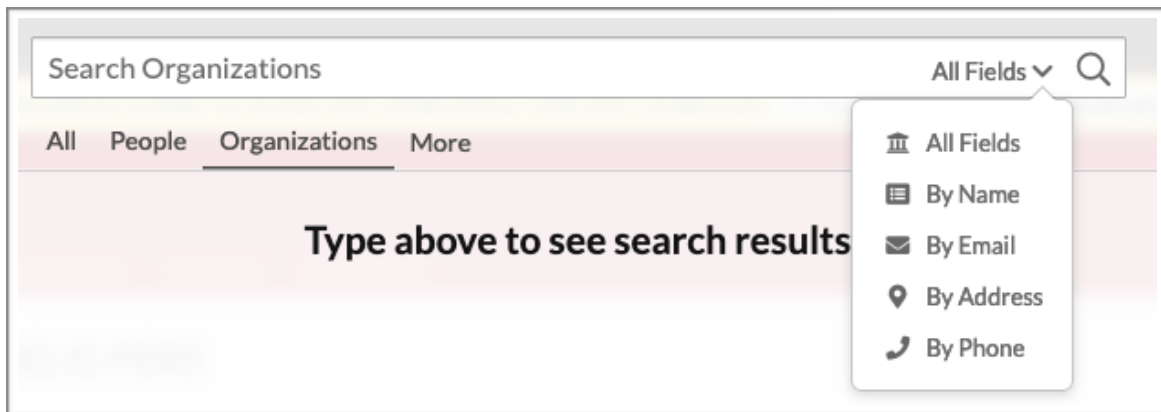 Search Organizations All Fields
All People Organizations More
Type above to see search results
All Fields
By Name
By Email
By Address
By Phone